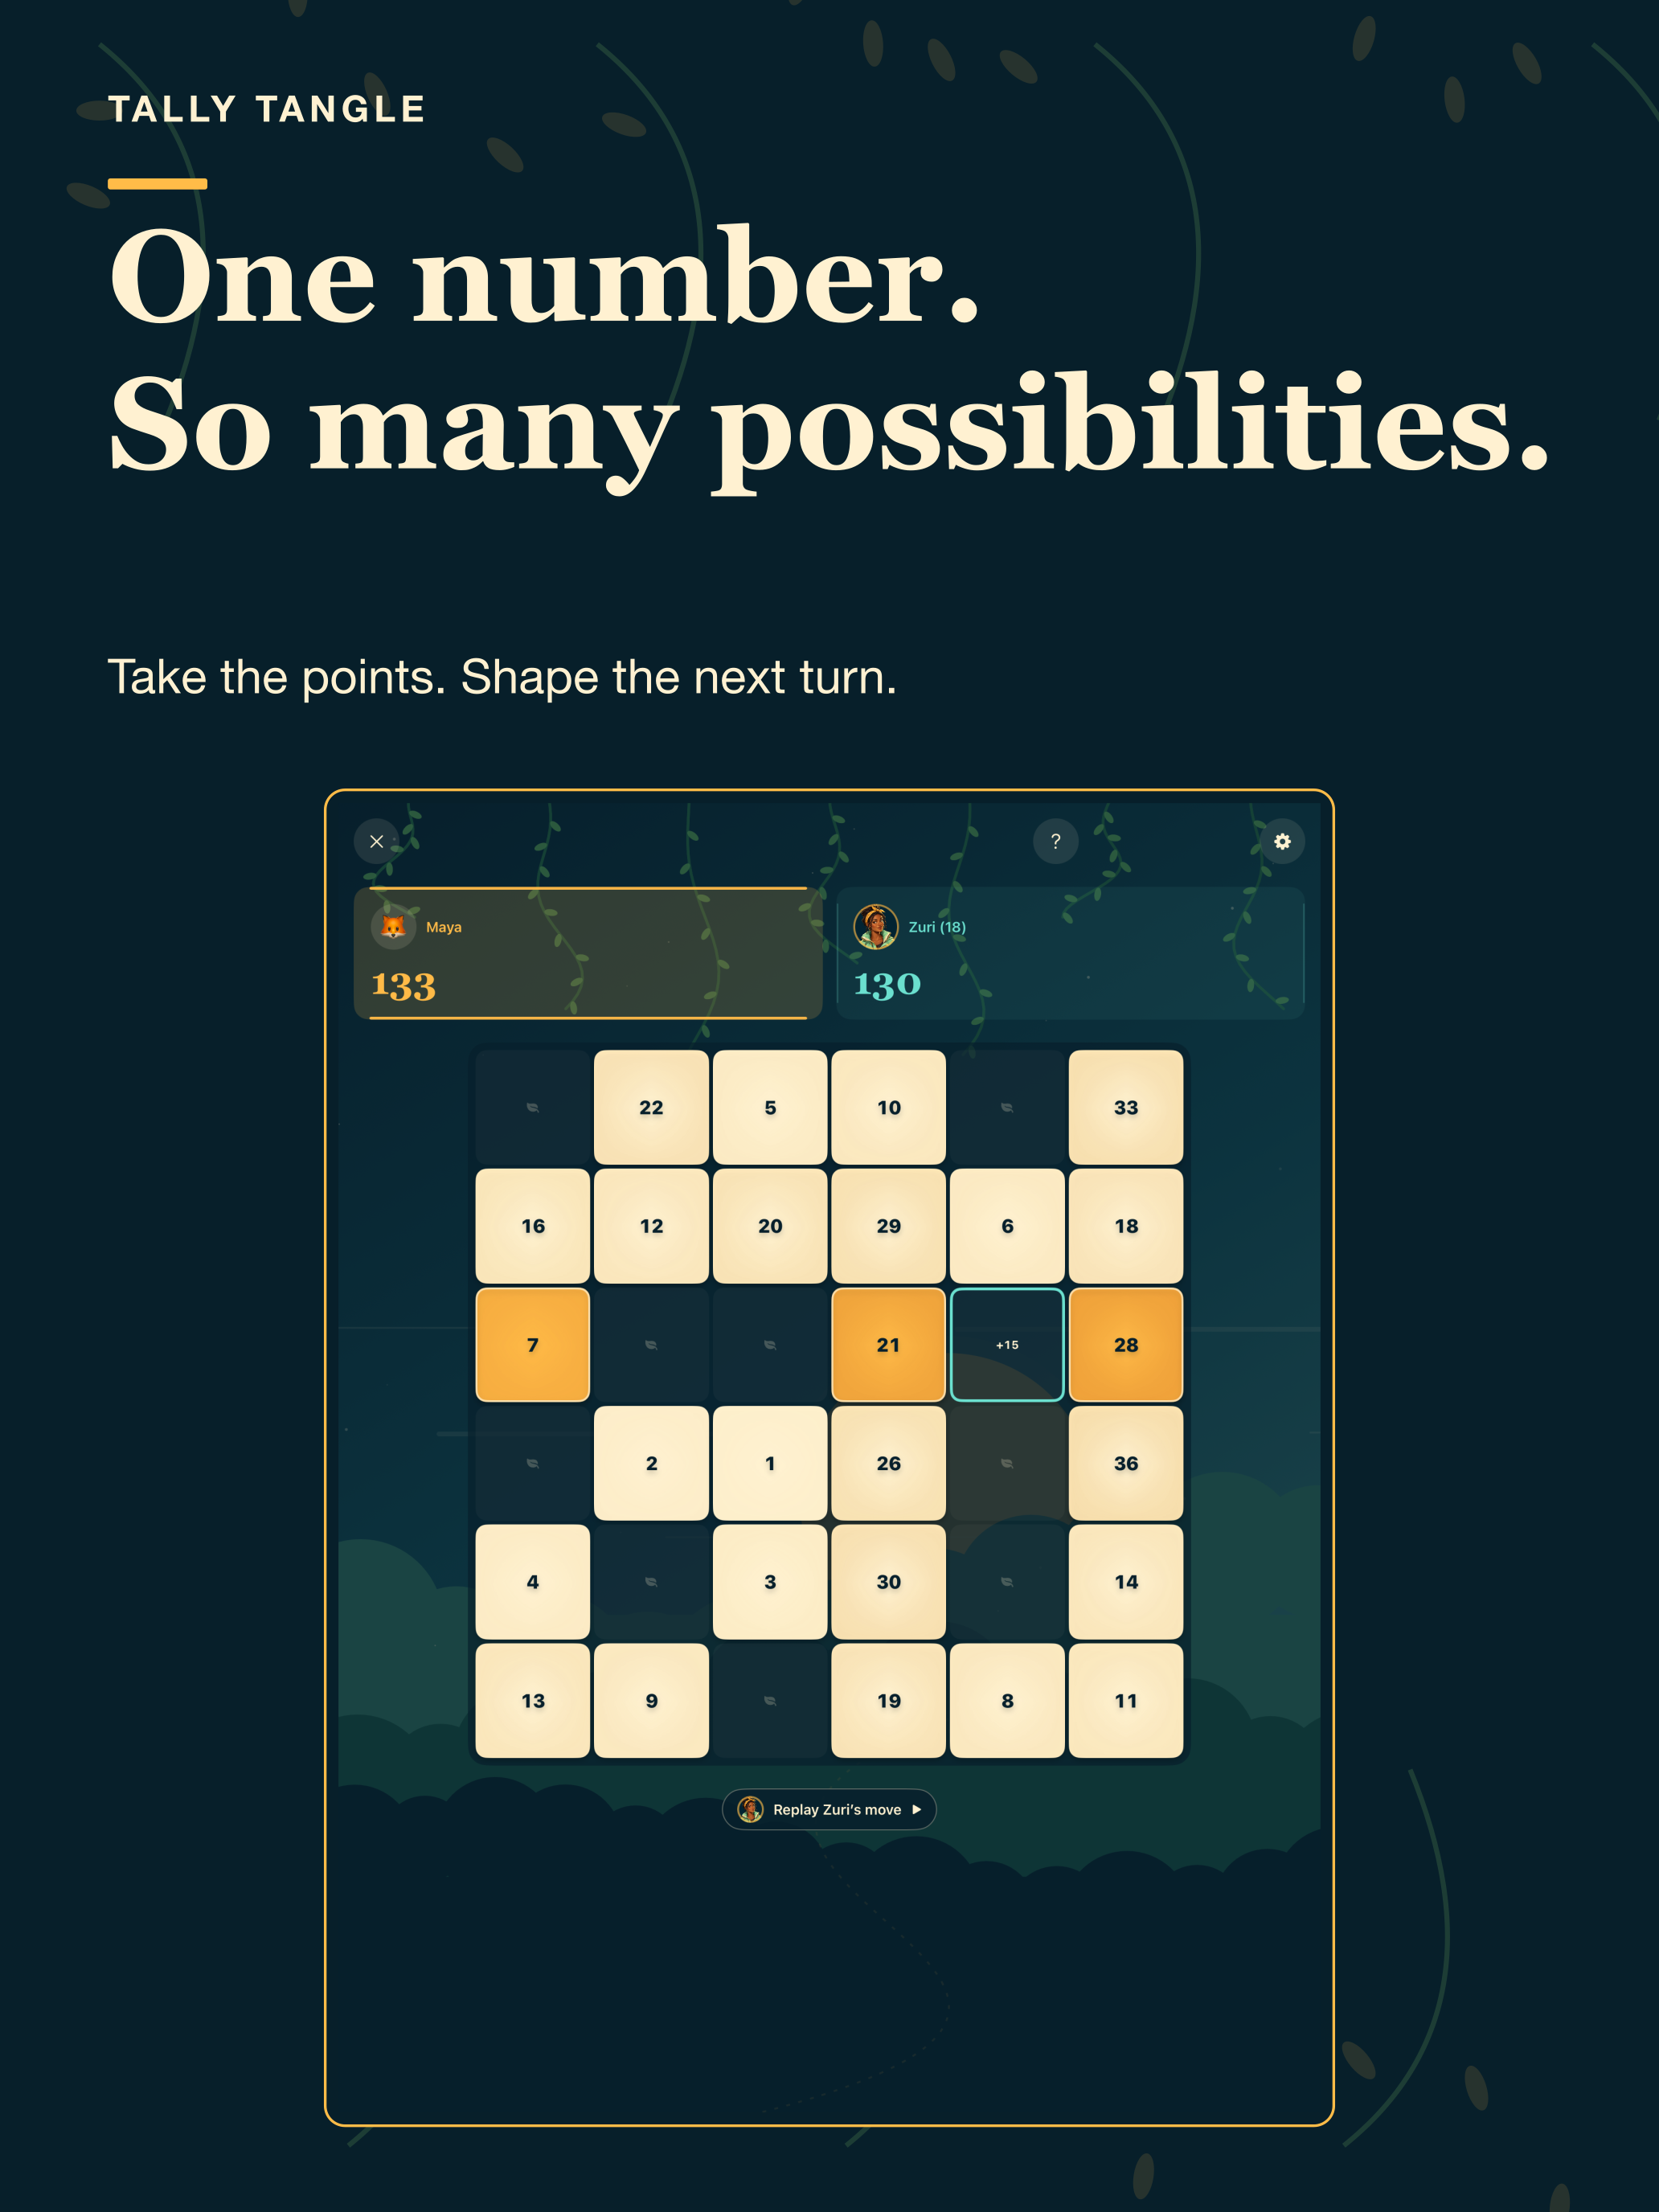 TALLY TANGLE
One number.
So many possibilities.
Take the points. Shape the next turn.
?
Maya
133
Zuri (18)
130
22 5 10 33
16 12 20 29 6 18
7 21 +15 28
2 1 26 36
4 3 30 14
13 9 19 8 11
Replay Zuri's move